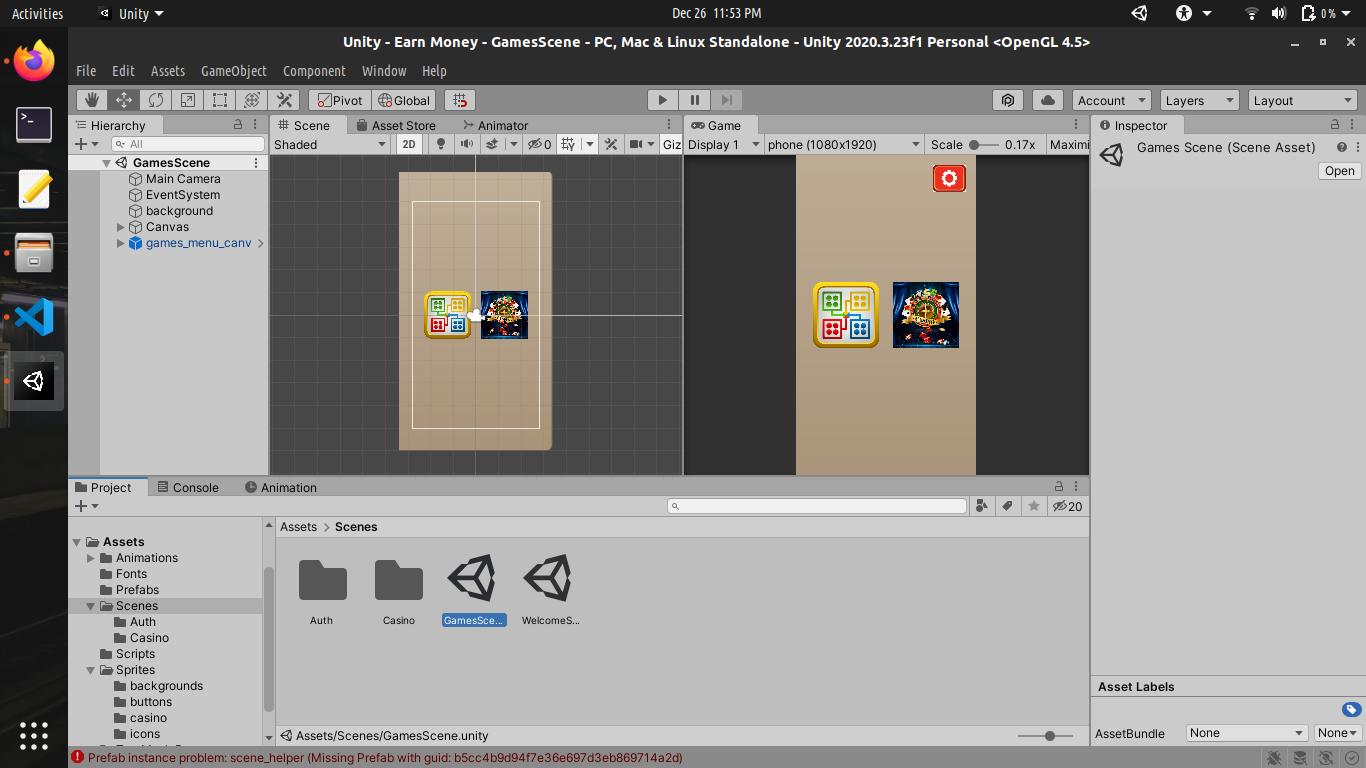 Activities Unity Dec 26 11:53 PM 0 %
Unity - Earn Money - GamesScene - PC, Mac & Linux Standalone - Unity 2020.3.23f1 Personal <OpenGL 4.5>
File Edit Assets GameObject Component Window Help
Pivot Global Account Layers Layout
Hierarchy Scene Asset Store Animator Game Inspector
All Shaded 2D 0 Giz Display 1 phone (1080x1920) Scale 0.17x Maximi
Games Scene (Scene Asset)
Open
GamesScene
Main Camera
EventSystem
background
Canvas
games_menu_canv
Project Console Animation
20
Assets > Scenes
Assets
Animations
Fonts
Prefabs
Scenes
Auth
Casino
Scripts
Sprites
backgrounds
buttons
casino
icons
Auth Casino GamesSce... WelcomeS...
Assets/Scenes/GamesScene.unity
Asset Labels
AssetBundle None None
Prefab instance problem: scene_helper (Missing Prefab with guid: b5cc4b9d94f7e36e697d3eb869714a2d)